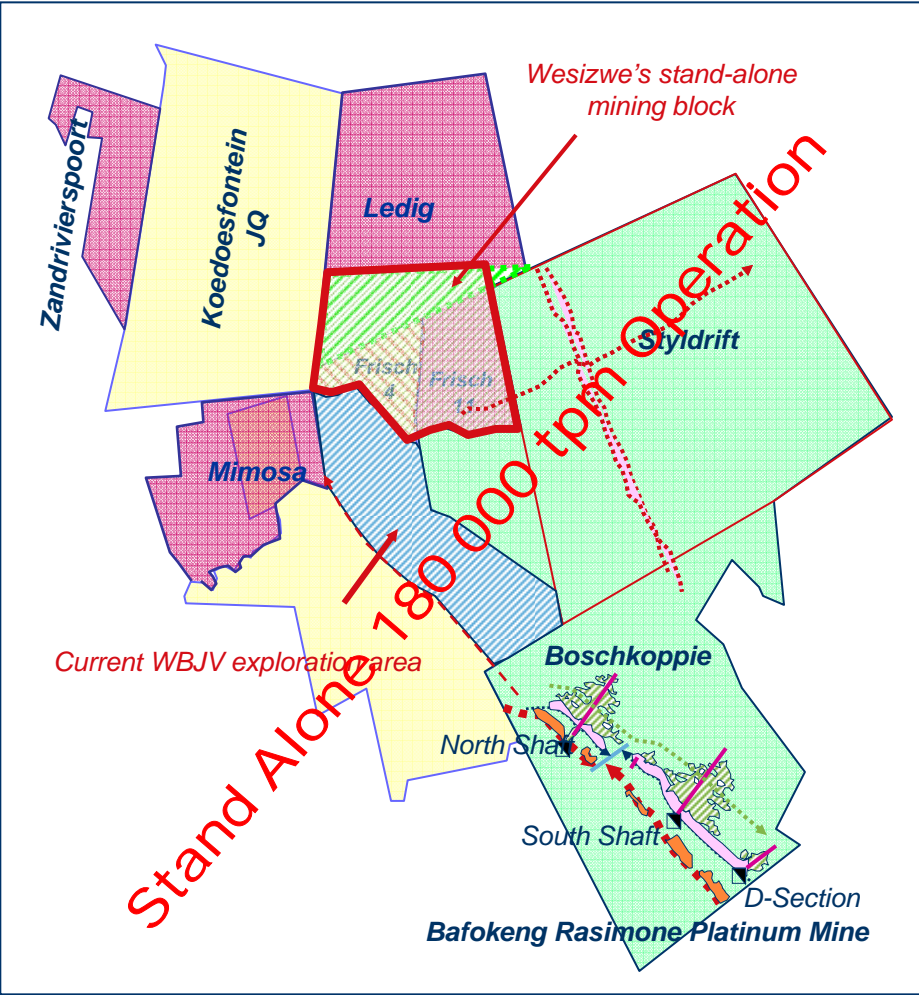 Wesizwe's stand-alone
mining block
Zandrivierspoort
Koedoesfontein
JQ
Ledig
Styldrift
Frisch
4
Frisch
11
Mimosa
Stand Alone 180 000 tpm Operation
Current WBJV exploration area
Boschkoppie
North Shaft
South Shaft
D-Section
Bafokeng Rasimone Platinum Mine